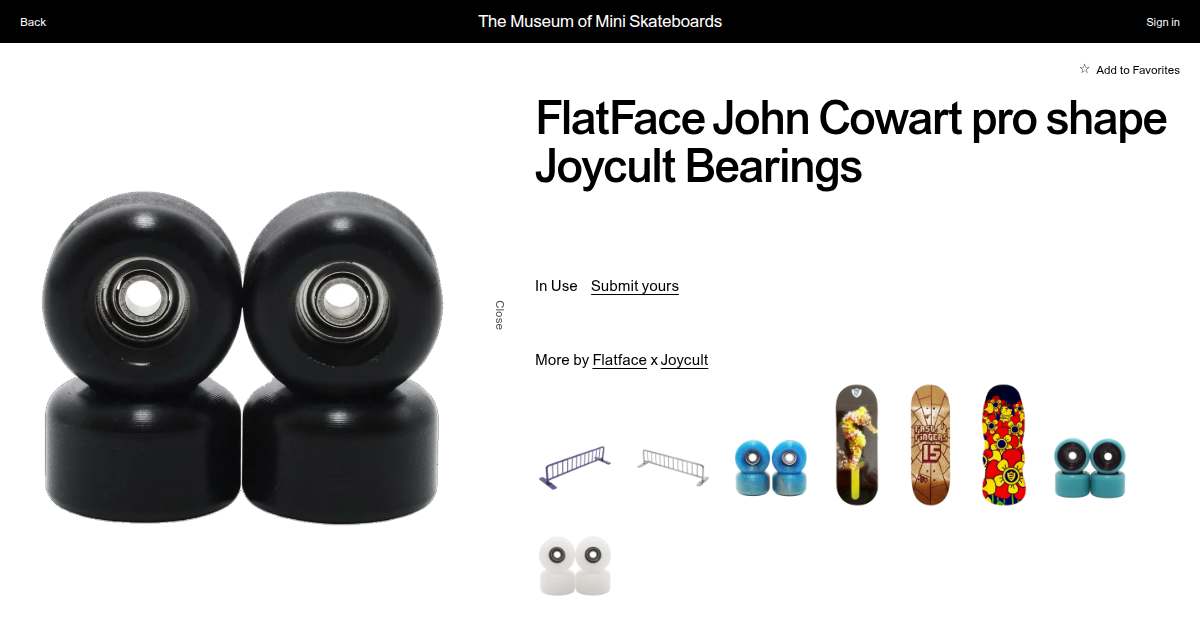 Back
The Museum of Mini Skateboards
Sign in
☆ Add to Favorites
FlatFace John Cowart pro shape
Joycult Bearings
In Use Submit yours
Close
More by Flatface x Joycult
FAST
FINGERS
15